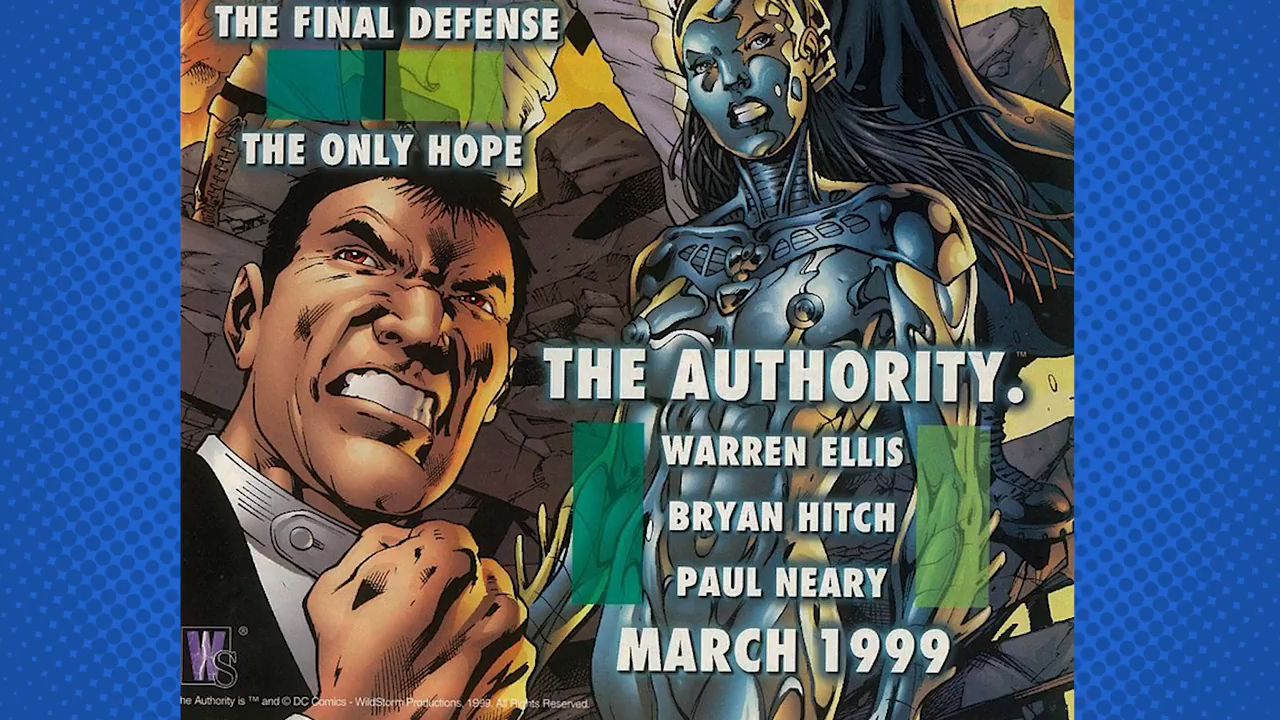 THE FINAL DEFENSE
THE ONLY HOPE
THE AUTHORITY.™
WARREN ELLIS
BRYAN HITCH
PAUL NEARY
MARCH 1999
WS®
he Authority is ™ and © DC Comics - WildStorm Productions, 1999. All Rights Reserved.